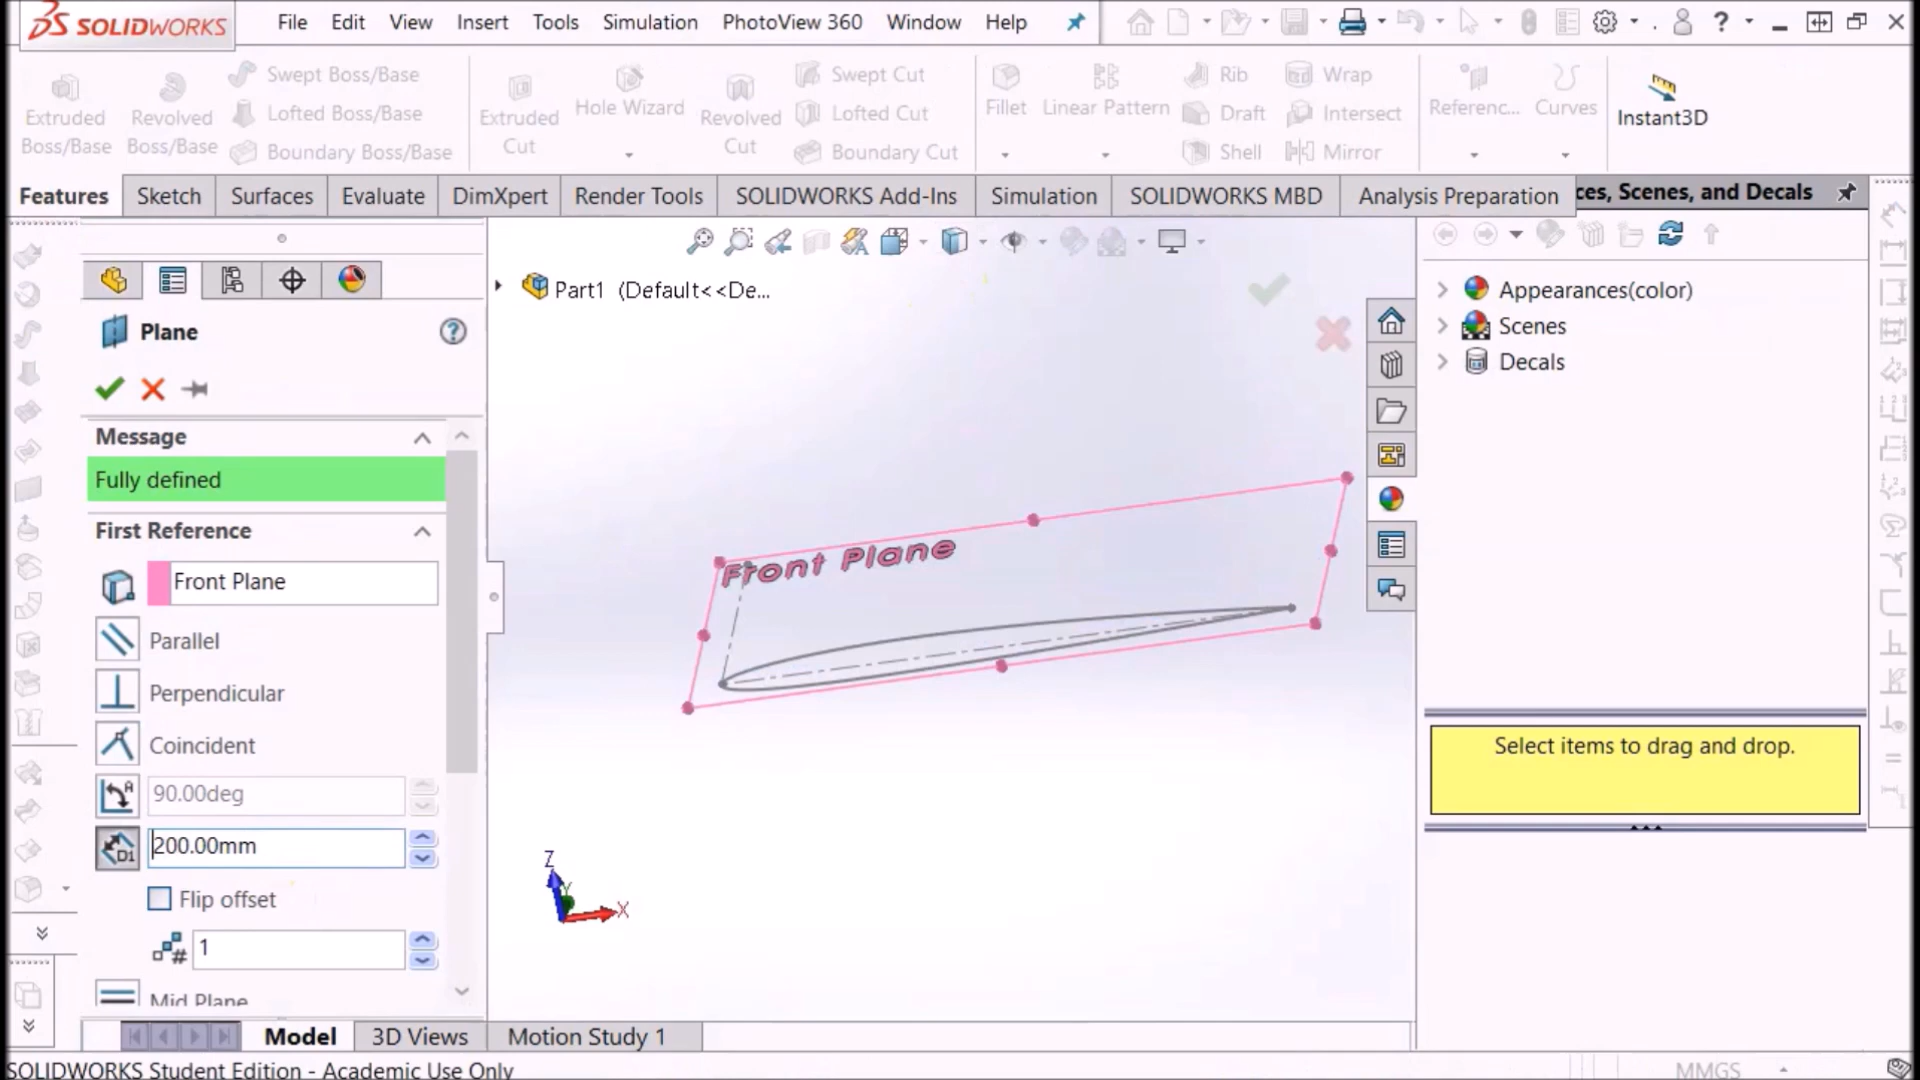 SOLIDWORKS
File Edit View Insert Tools Simulation PhotoView 360 Window Help
Extruded Boss/Base
Revolved Boss/Base
Swept Boss/Base
Lofted Boss/Base
Boundary Boss/Base
Extruded Cut
Hole Wizard
Revolved Cut
Swept Cut
Lofted Cut
Boundary Cut
Fillet
Linear Pattern
Rib
Draft
Shell
Wrap
Intersect
Mirror
Referenc...
Curves
Instant3D
Features Sketch Surfaces Evaluate DimXpert Render Tools SOLIDWORKS Add-Ins Simulation SOLIDWORKS MBD Analysis Preparation
ces, Scenes, and Decals
Part1 (Default<<De...
Plane
Message
Fully defined
First Reference
Front Plane
Parallel
Perpendicular
Coincident
90.00deg
D1
200.00mm
Flip offset
# 1
Mid Plane
Front Plane
Z
Y
X
Appearances(color)
Scenes
Decals
Select items to drag and drop.
Model 3D Views Motion Study 1
SOLIDWORKS Student Edition - Academic Use Only
MMGS